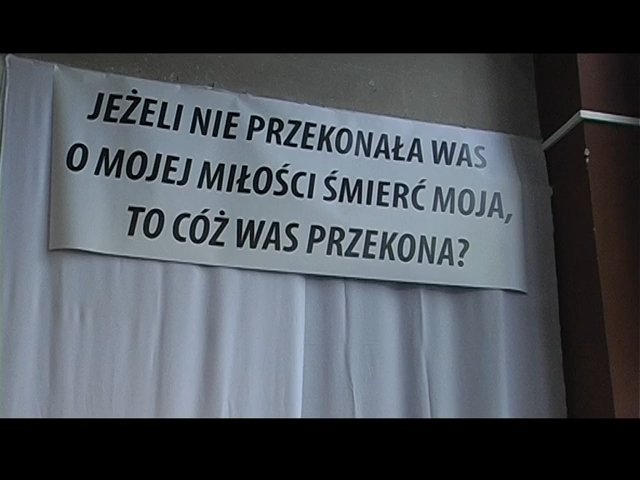 JEŻELI NIE PRZEKONAŁA WAS
O MOJEJ MIŁOŚCI ŚMIERĆ MOJA,
TO CÓŻ WAS PRZEKONA?